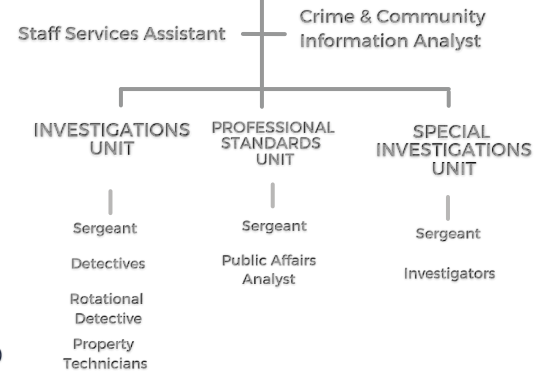 Staff Services Assistant
Crime & Community
Information Analyst
INVESTIGATIONS
UNIT
Sergeant
Detectives
Rotational
Detective
Property
Technicians
PROFESSIONAL
STANDARDS
UNIT
Sergeant
Public Affairs
Analyst
SPECIAL
INVESTIGATIONS
UNIT
Sergeant
Investigators